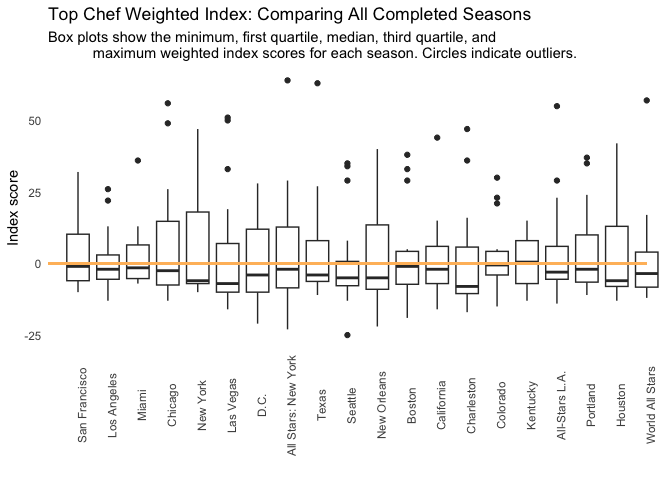 Top Chef Weighted Index: Comparing All Completed Seasons
Box plots show the minimum, first quartile, median, third quartile, and
maximum weighted index scores for each season. Circles indicate outliers.
Index score
50
25
0
-25
San Francisco
Los Angeles
Miami
Chicago
New York
Las Vegas
D.C.
All Stars: New York
Texas
Seattle
New Orleans
Boston
California
Charleston
Colorado
Kentucky
All-Stars L.A.
Portland
Houston
World All Stars